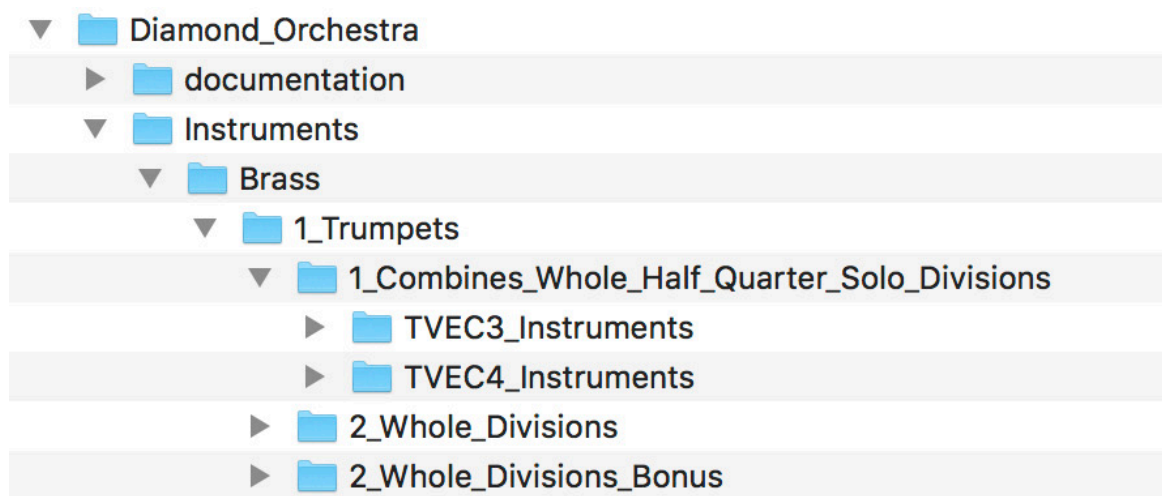 Diamond_Orchestra
documentation
Instruments
Brass
1_Trumpets
1_Combines_Whole_Half_Quarter_Solo_Divisions
TVEC3_Instruments
TVEC4_Instruments
2_Whole_Divisions
2_Whole_Divisions_Bonus